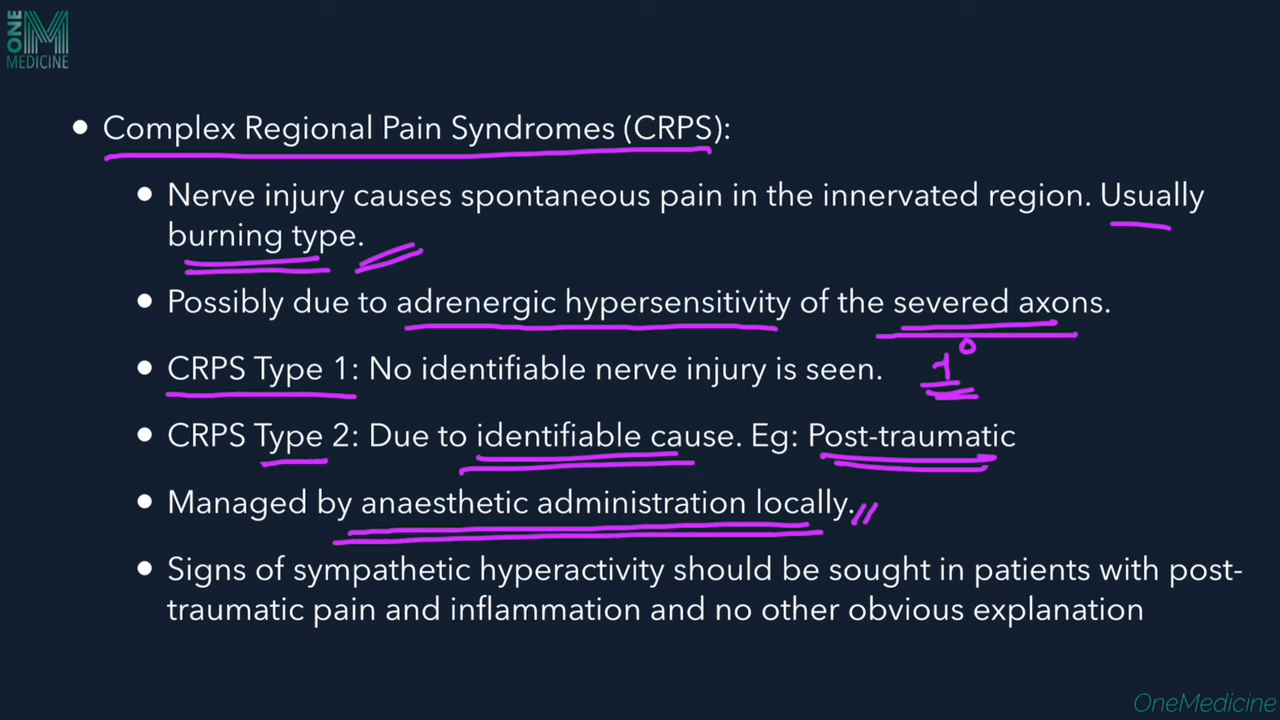 ONE M
MEDICINE
• Complex Regional Pain Syndromes (CRPS):
• Nerve injury causes spontaneous pain in the innervated region. Usually
burning type.
• Possibly due to adrenergic hypersensitivity of the severed axons.
• CRPS Type 1: No identifiable nerve injury is seen. 1°
• CRPS Type 2: Due to identifiable cause. Eg: Post-traumatic
• Managed by anaesthetic administration locally.
• Signs of sympathetic hyperactivity should be sought in patients with post-
traumatic pain and inflammation and no other obvious explanation
OneMedicine